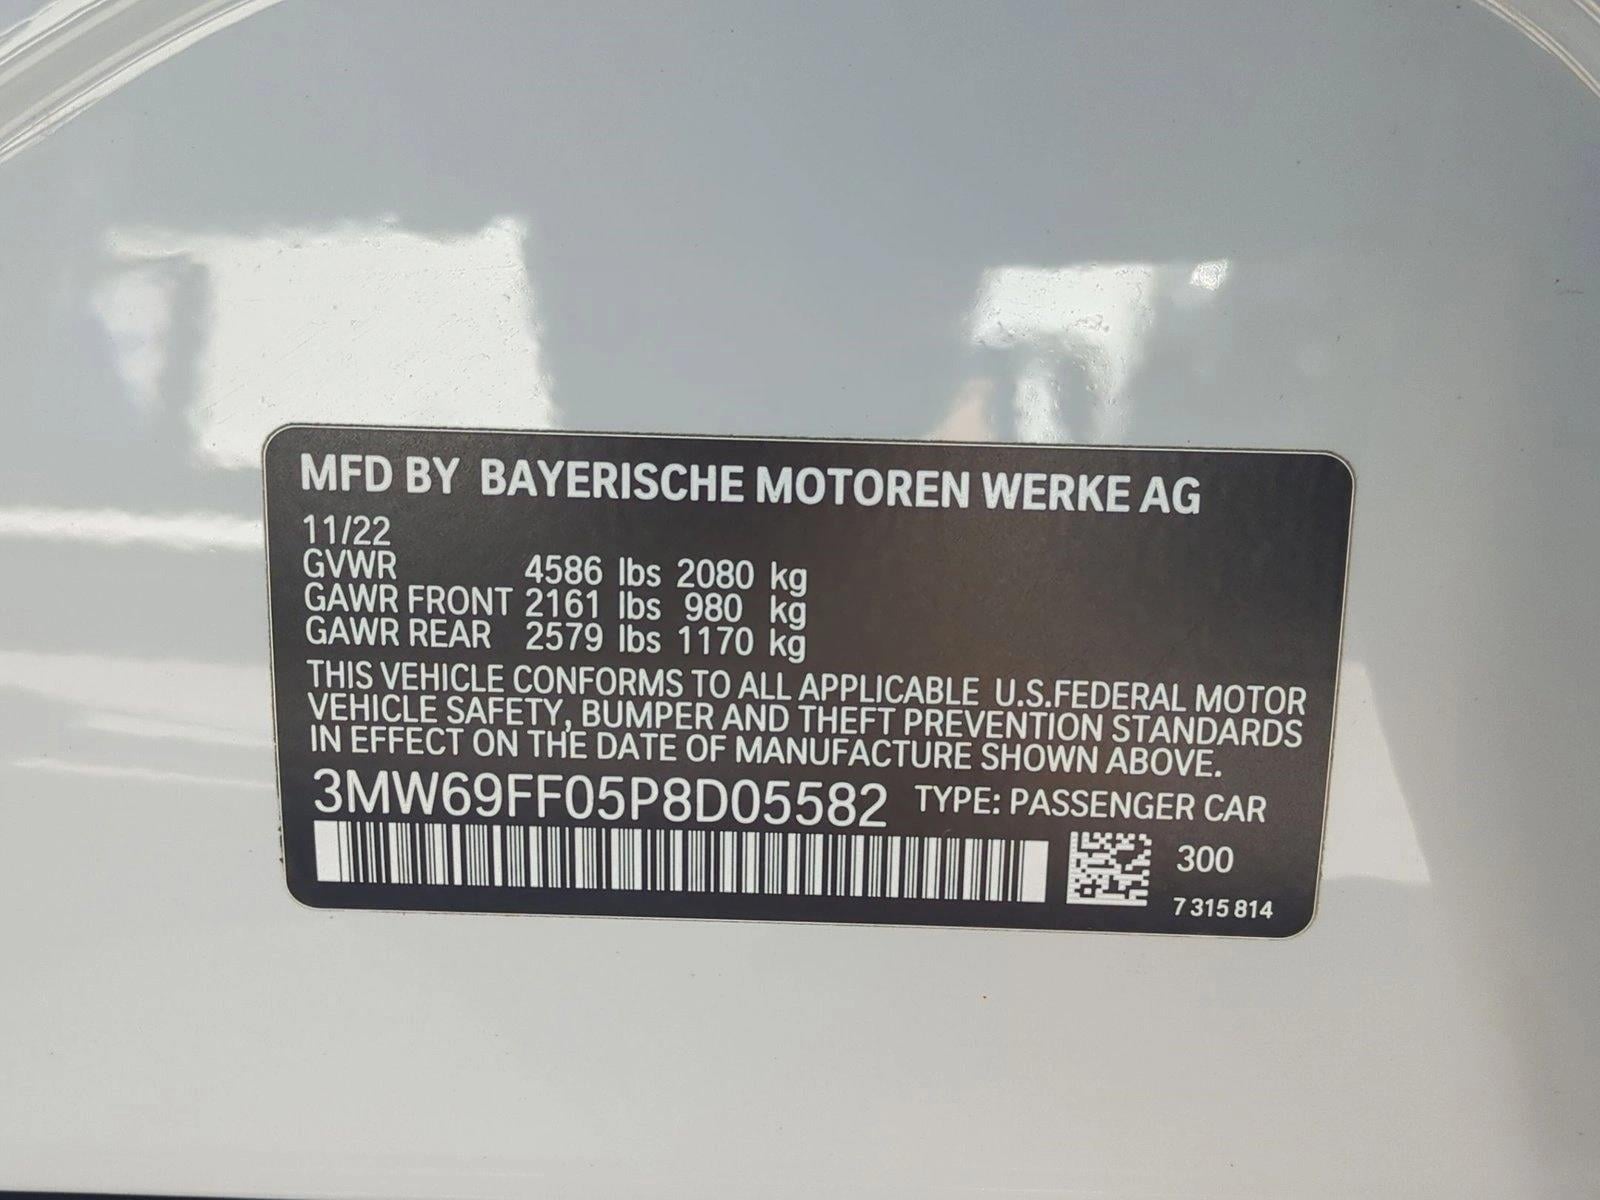 MFD BY BAYERISCHE MOTOREN WERKE AG
11/22
GVWR 4586 lbs 2080 kg
GAWR FRONT 2161 lbs 980 kg
GAWR REAR 2579 lbs 1170 kg
THIS VEHICLE CONFORMS TO ALL APPLICABLE U.S.FEDERAL MOTOR
VEHICLE SAFETY, BUMPER AND THEFT PREVENTION STANDARDS
IN EFFECT ON THE DATE OF MANUFACTURE SHOWN ABOVE.
3MW69FF05P8D05582 TYPE: PASSENGER CAR
300
7 315 814